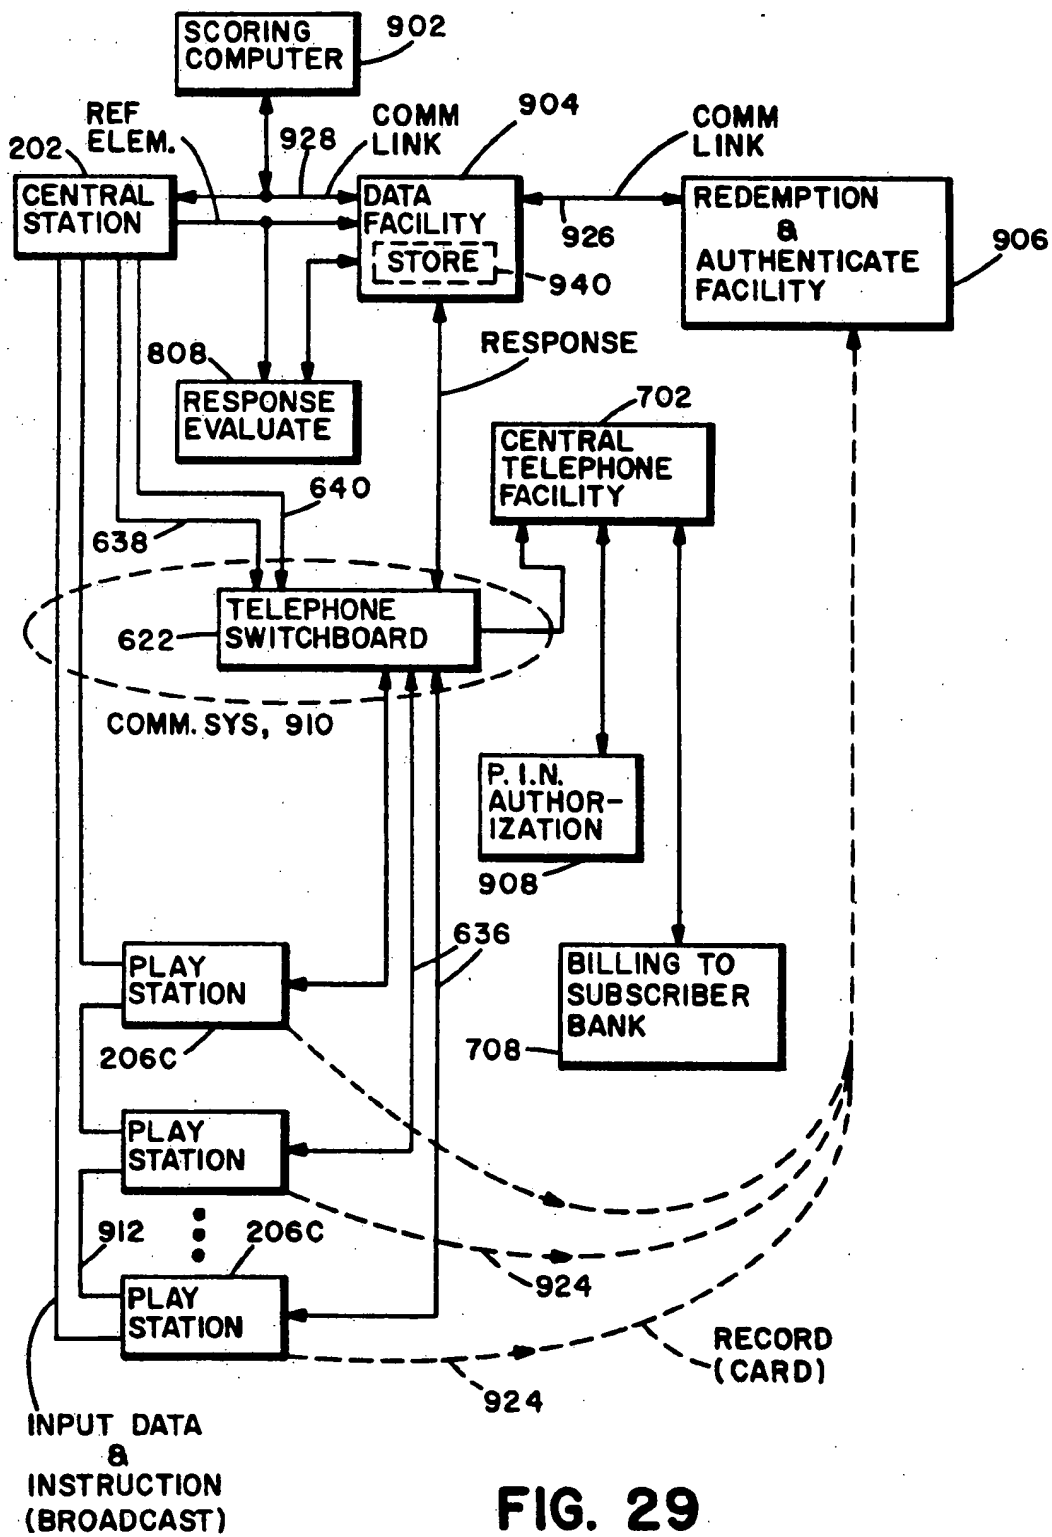 SCORING
COMPUTER
902
REF
ELEM.
928
COMM
LINK
904
COMM
LINK
202
CENTRAL
STATION
DATA
FACILITY
STORE
940
926
REDEMPTION
&
AUTHENTICATE
FACILITY
906
RESPONSE
808
RESPONSE
EVALUATE
702
CENTRAL
TELEPHONE
FACILITY
640
638
TELEPHONE
SWITCHBOARD
622
COMM. SYS, 910
P. I.N.
AUTHOR-
IZATION
908
636
PLAY
STATION
206C
BILLING TO
SUBSCRIBER
BANK
708
PLAY
STATION
912
206C
924
PLAY
STATION
924
RECORD
(CARD)
INPUT DATA
&
INSTRUCTION
(BROADCAST)
FIG. 29